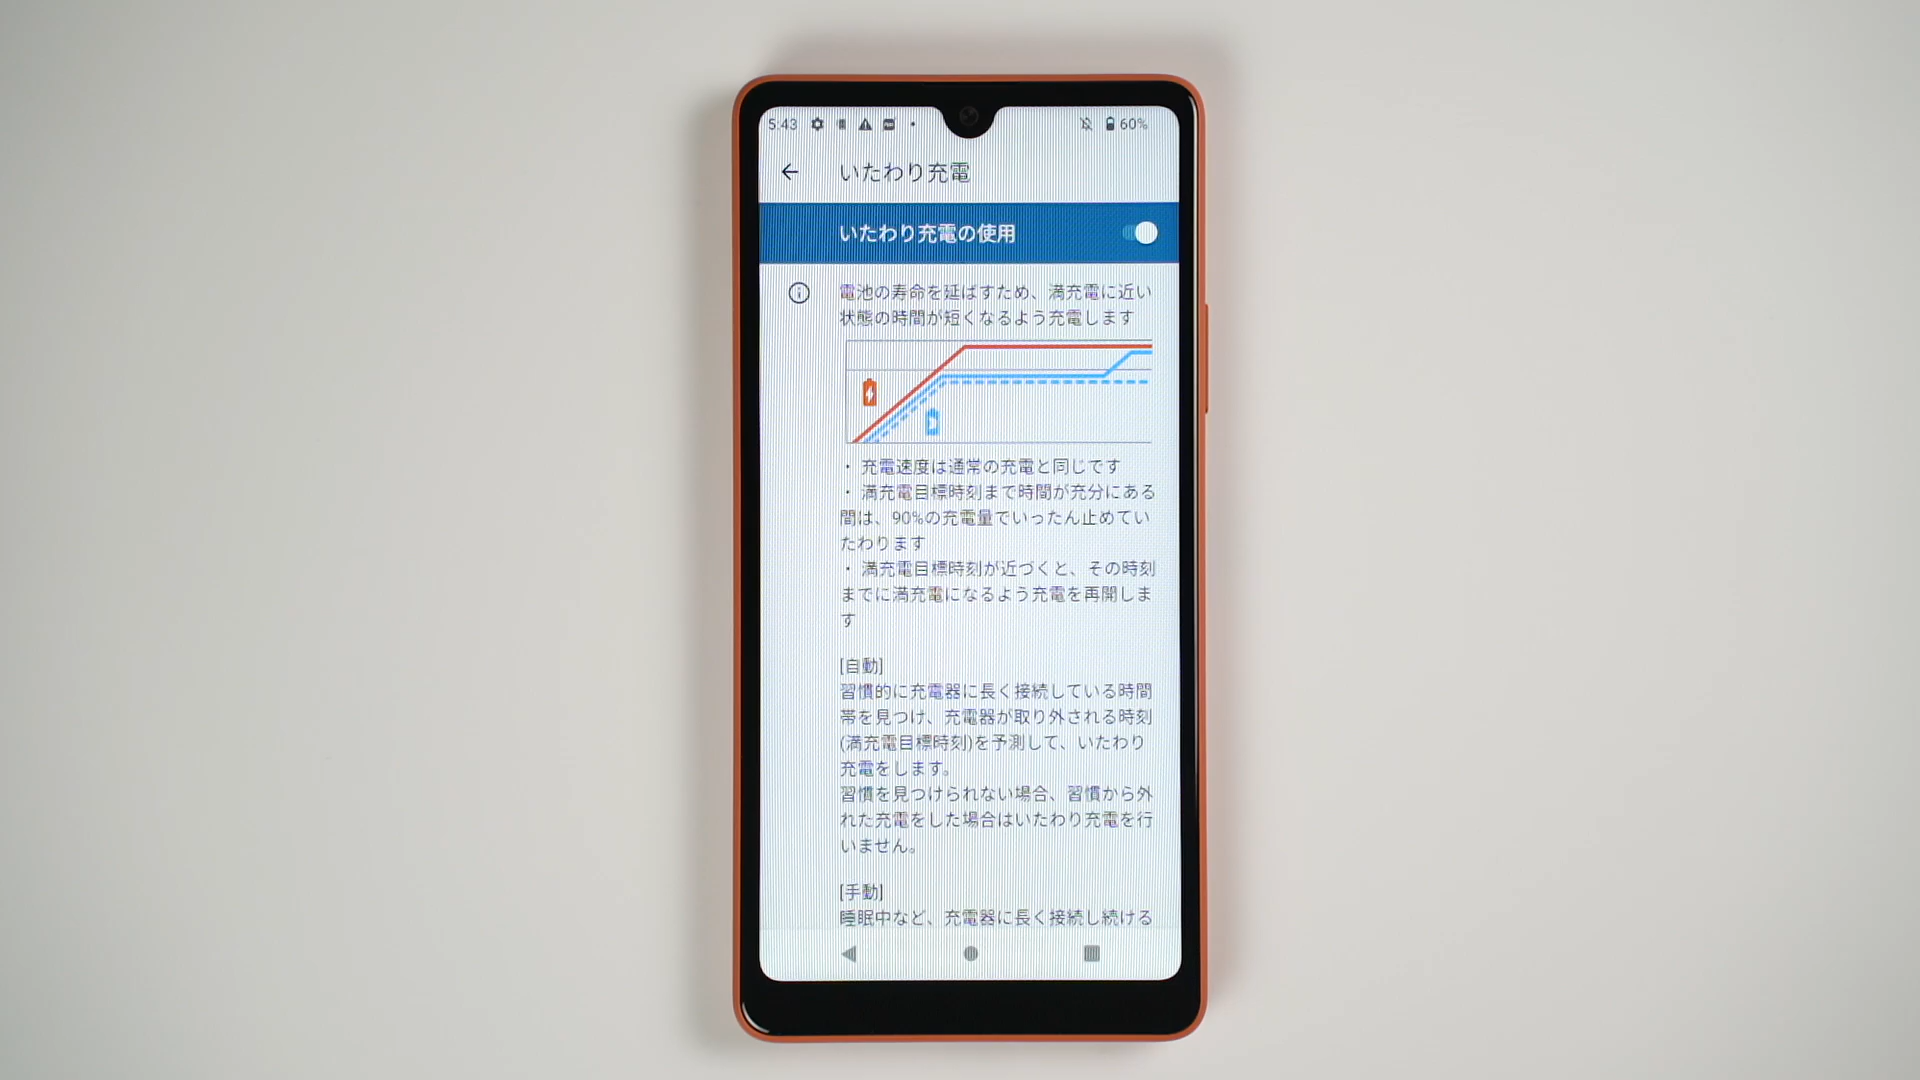 5:43
60%
いたわり充電
いたわり充電の使用
電池の寿命を延ばすため、満充電に近い
状態の時間が短くなるよう充電します
・ 充電速度は通常の充電と同じです
・ 満充電目標時刻まで時間が充分にある
間は、90%の充電量でいったん止めてい
たわります
・ 満充電目標時刻が近づくと、その時刻
までに満充電になるよう充電を再開しま
す
[自動]
習慣的に充電器に長く接続している時間
帯を見つけ、充電器が取り外される時刻
(満充電目標時刻)を予測して、いたわり
充電をします。
習慣を見つけられない場合、習慣から外
れた充電をした場合はいたわり充電を行
いません。
[手動]
睡眠中など、充電器に長く接続し続ける